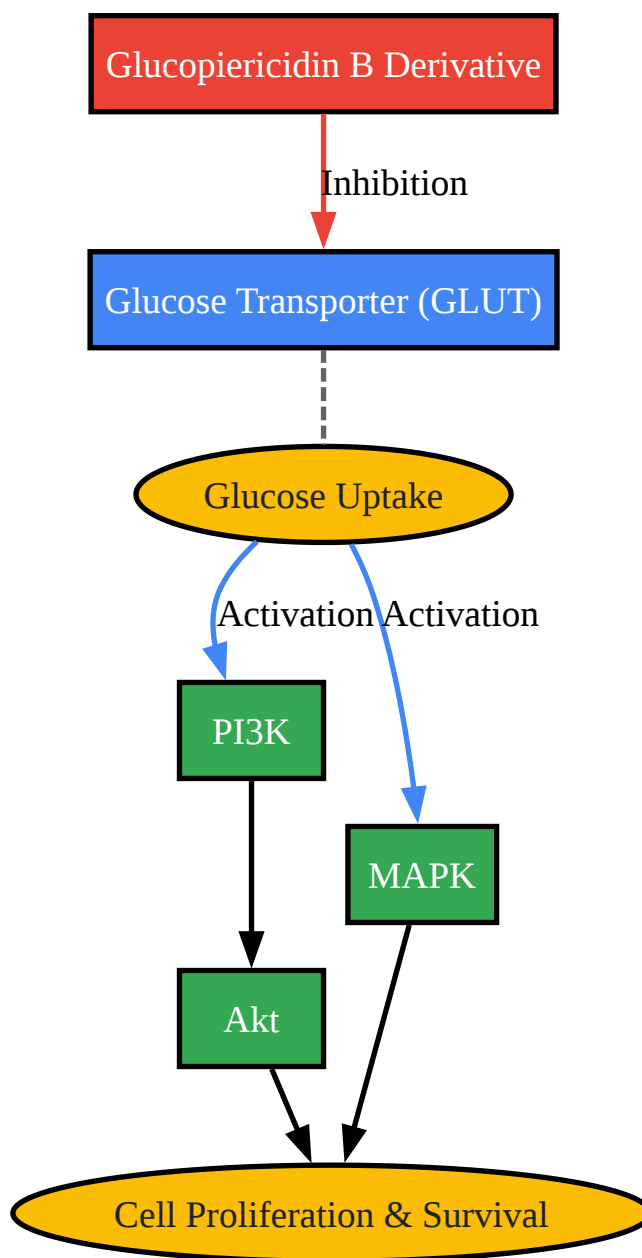 Glucopiericidin B Derivative
Inhibition
Glucose Transporter (GLUT)
Glucose Uptake
Activation
Activation
PI3K
MAPK
Akt
Cell Proliferation & Survival